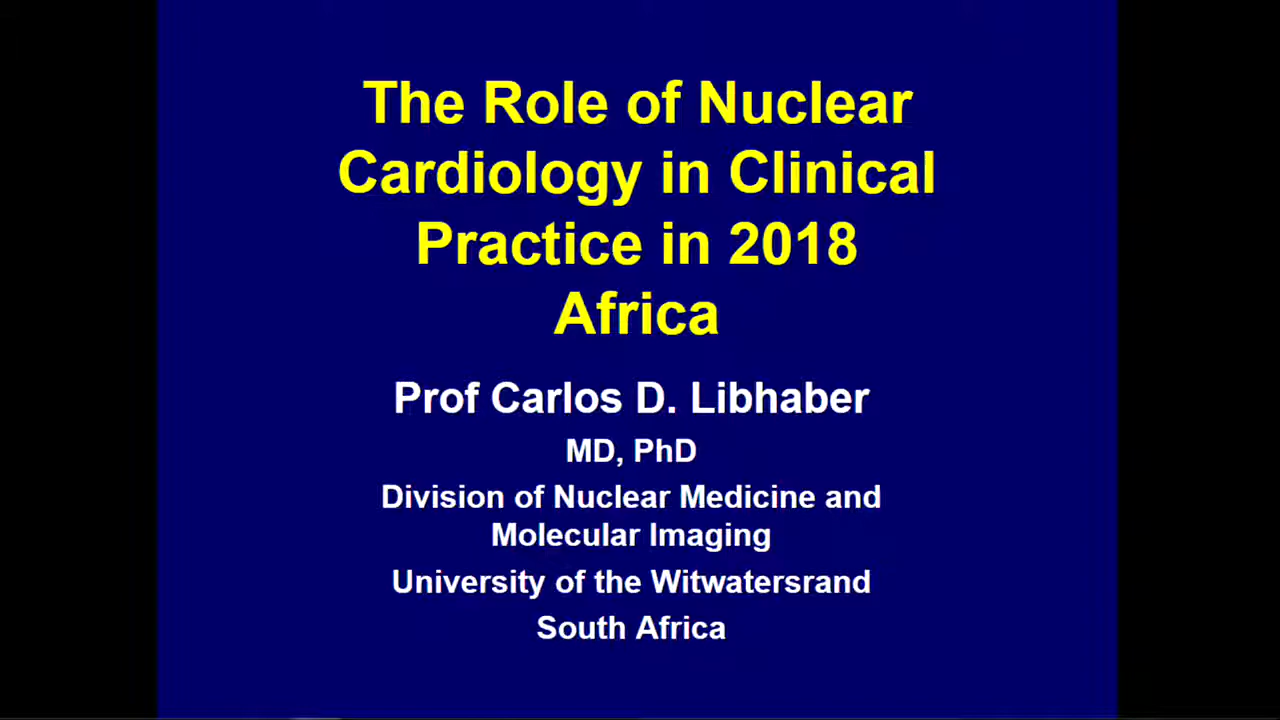 The Role of Nuclear
Cardiology in Clinical
Practice in 2018
Africa
Prof Carlos D. Libhaber
MD, PhD
Division of Nuclear Medicine and
Molecular Imaging
University of the Witwatersrand
South Africa